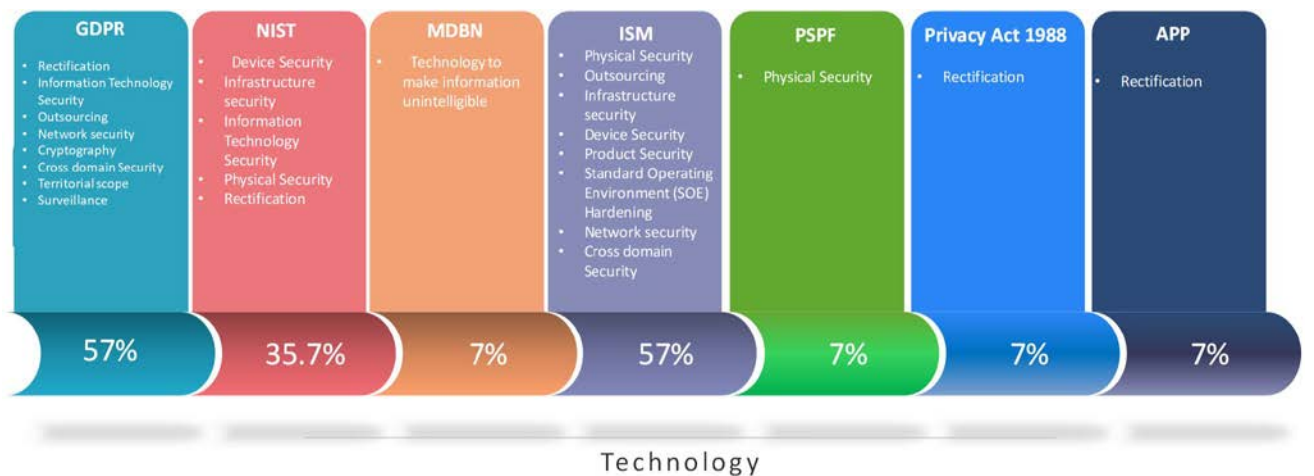 GDPR
• Rectification
• Information Technology
Security
• Outsourcing
• Network security
• Cryptography
• Cross domain Security
• Territorial scope
• Surveillance
57%
NIST
• Device Security
• Infrastructure
security
• Information
Technology
Security
• Physical Security
• Rectification
35.7%
MDBN
• Technology to
make information
unintelligible
7%
ISM
• Physical Security
• Outsourcing
• Infrastructure
security
• Device Security
• Product Security
• Standard Operating
Environment (SOE)
Hardening
• Network security
• Cross domain
Security
57%
PSPF
• Physical Security
7%
Privacy Act 1988
• Rectification
7%
APP
• Rectification
7%
Technology